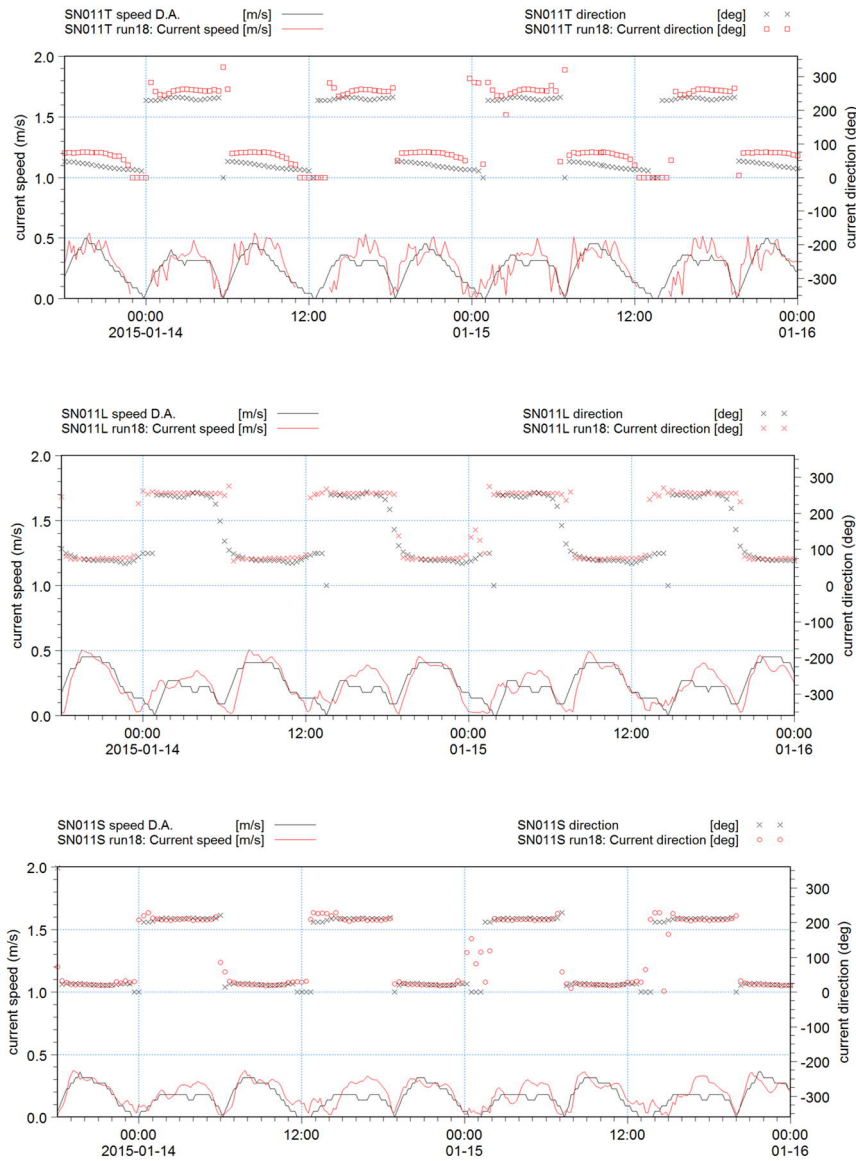 SN011T speed D.A. [m/s] SN011T direction [deg]
SN011T run18: Current speed [m/s] SN011T run18: Current direction [deg]
2.0
1.5
1.0
0.5
0.0
current speed (m/s)
300
200
100
0
-100
-200
-300
current direction (deg)
00:00 12:00 00:00 12:00 00:00
2015-01-14 01-15 01-16
SN011L speed D.A. [m/s] SN011L direction [deg]
SN011L run18: Current speed [m/s] SN011L run18: Current direction [deg]
2.0
1.5
1.0
0.5
0.0
current speed (m/s)
300
200
100
0
-100
-200
-300
current direction (deg)
00:00 12:00 00:00 12:00 00:00
2015-01-14 01-15 01-16
SN011S speed D.A. [m/s] SN011S direction [deg]
SN011S run18: Current speed [m/s] SN011S run18: Current direction [deg]
2.0
1.5
1.0
0.5
0.0
current speed (m/s)
300
200
100
0
-100
-200
-300
current direction (deg)
00:00 12:00 00:00 12:00 00:00
2015-01-14 01-15 01-16